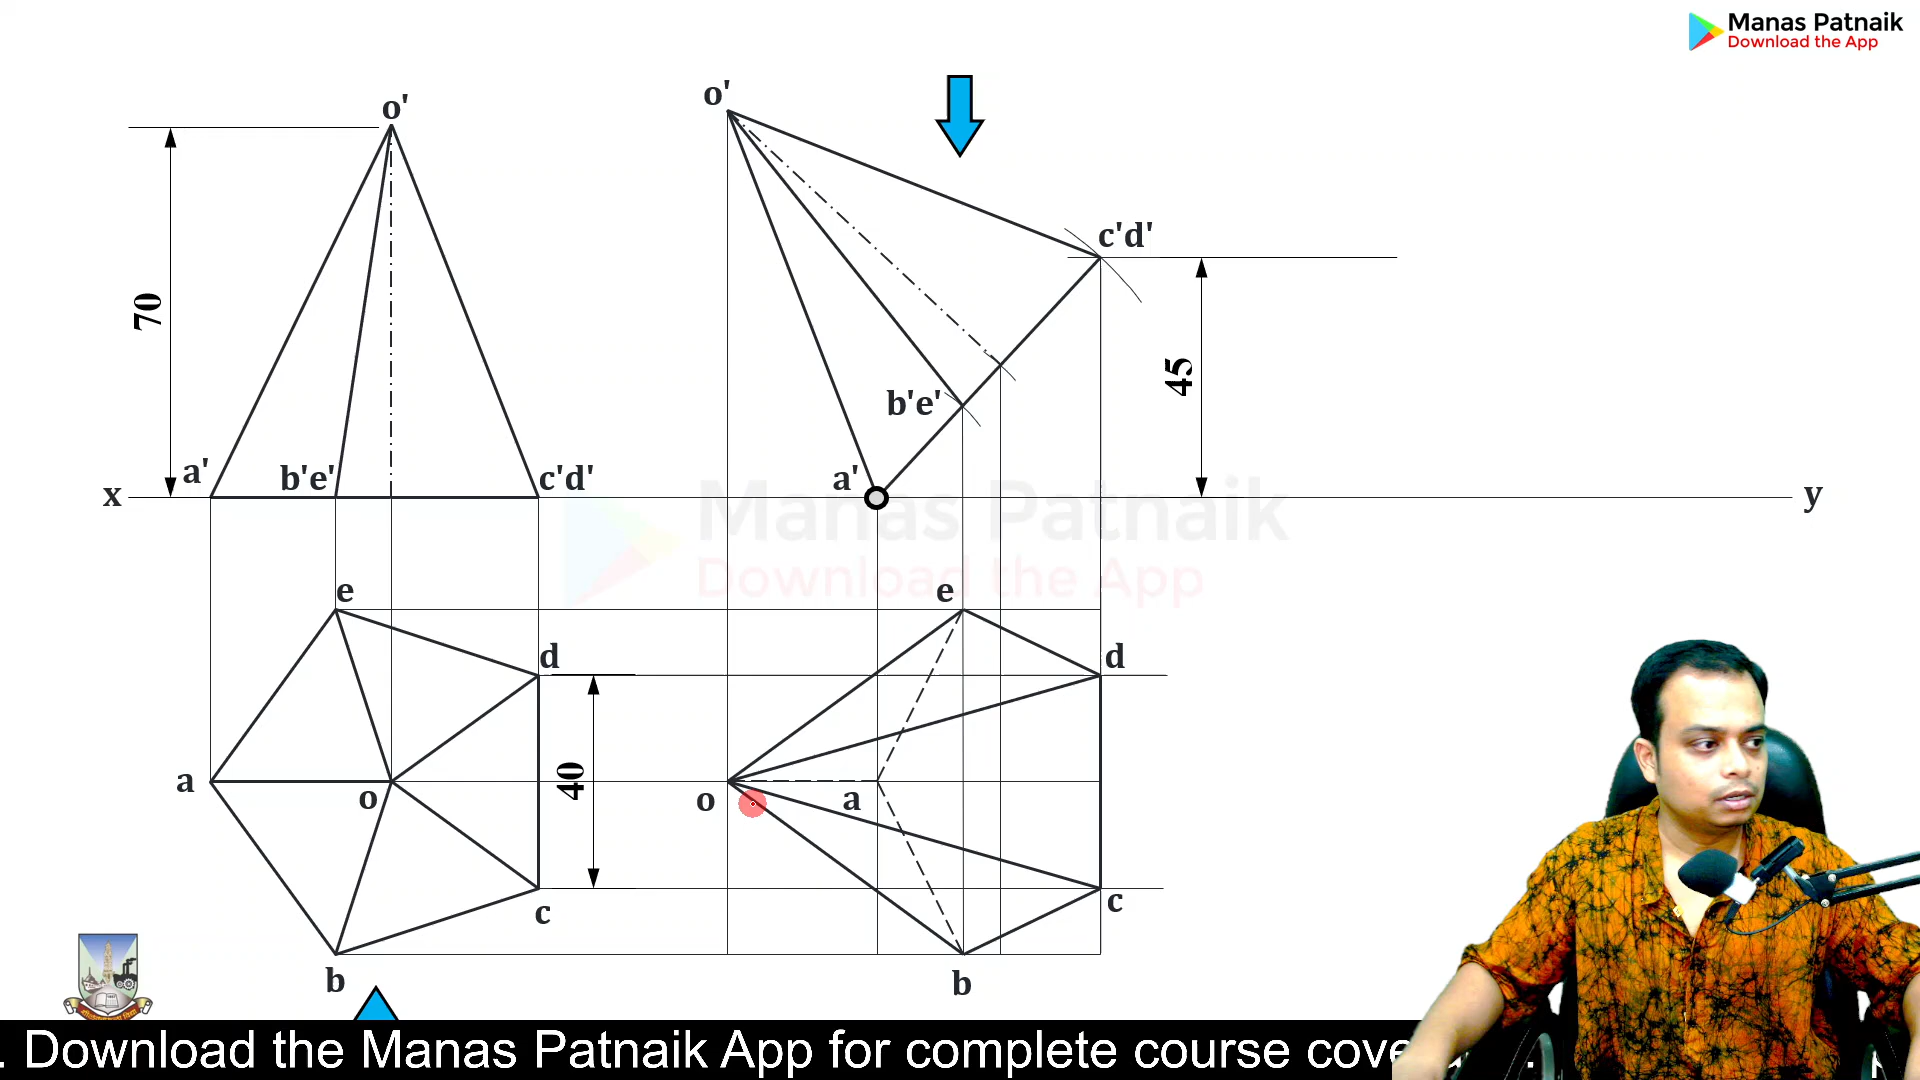 Manas Patnaik
Download the App
o'
o'
70
c'd'
45
b'e'
a'
b'e'
c'd'
a'
x
y
Manas Patnaik
Download the App
e
e
d
d
a
o
40
o
a
c
c
b
b
. Download the Manas Patnaik App for complete course cove